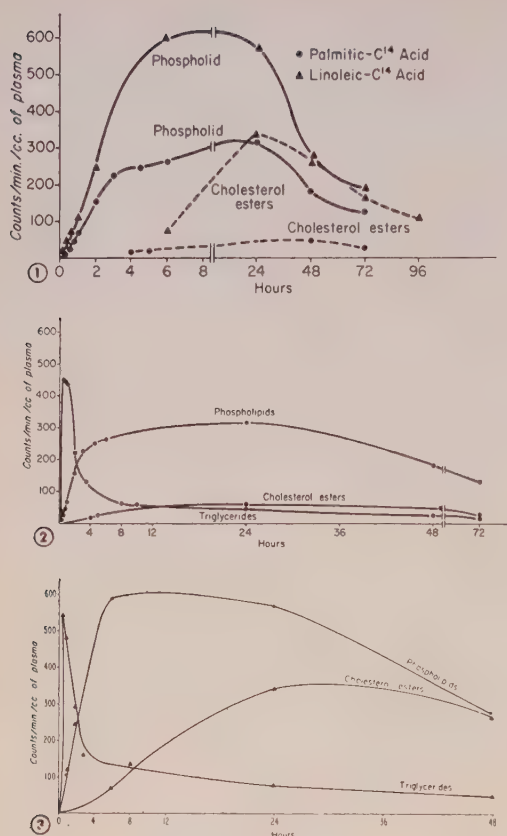 600
500
400
300
200
100
Counts/min./cc. of plasma
Phospholid
● Palmitic-C14 Acid
▲ Linoleic-C14 Acid
Phospholid
Cholesterol
esters
Cholesterol esters
0 2 4 6 8 24 48 72 96
Hours
1
600
500
400
300
200
100
Counts/min/cc of plasma
Phospholipids
Cholesterol esters
Triglycerides
4 8 12 24 36 48 72
Hours
2
600
500
400
300
200
100
Counts/min./cc of plasma
Phospholipids
Cholesterol esters
Triglycerides
0 4 8 12 24 36 48
Hours
3